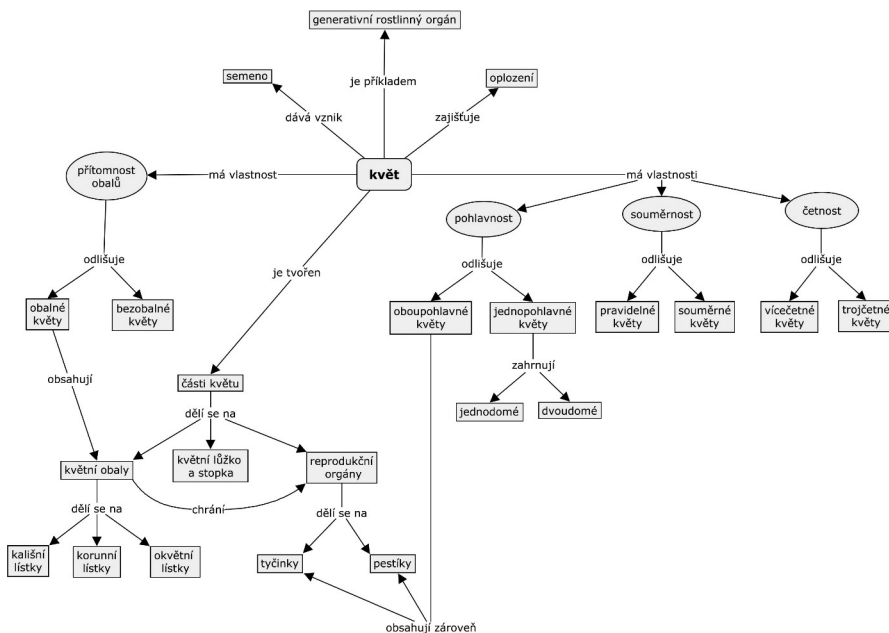 generativní rostlinný orgán
semeno
je příkladem
oplození
dává vznik
zajišťuje
přítomnost
obalů
má vlastnost
květ
má vlastnosti
pohlavnost
souměrnost
četnost
odlišuje
je tvořen
odlišuje
odlišuje
odlišuje
obalné
květy
bezobalné
květy
oboupohlavné
květy
jednopohlavné
květy
pravidelné
květy
souměrné
květy
vícečetné
květy
trojčetné
květy
obsahují
zahrnují
části květu
jednodomé
dvoudomé
dělí se na
květní obaly
květní lůžko
a stopka
reprodukční
orgány
dělí se na
chrání
dělí se na
kališní
lístky
korunní
lístky
okvětní
lístky
tyčinky
pestíky
obsahují zároveň